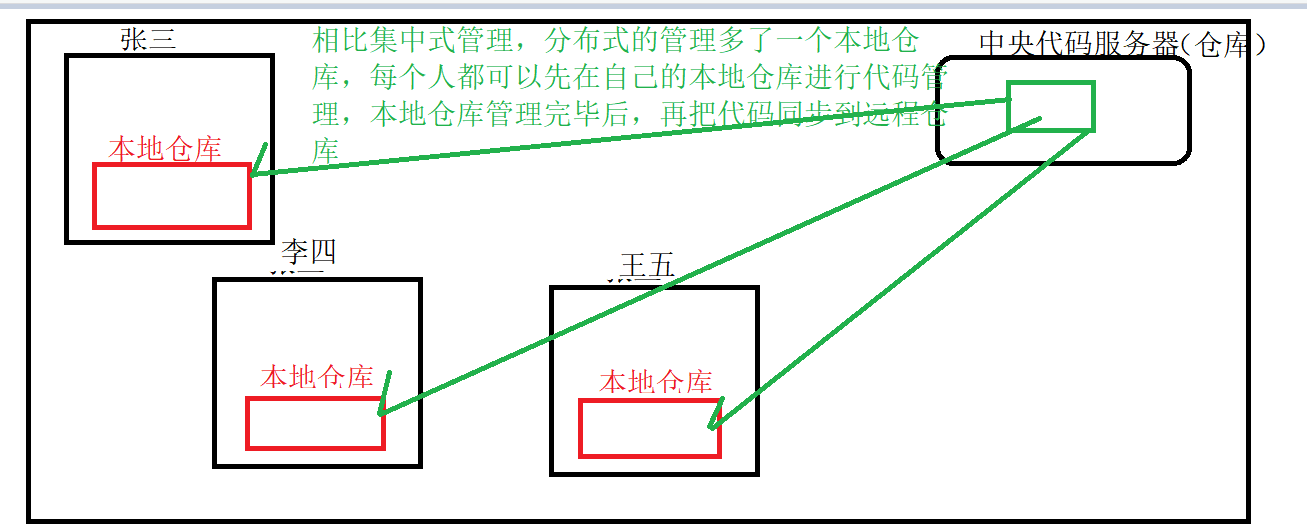 张三
相比集中式管理，分布式的管理多了一个本地仓
库，每个人都可以先在自己的本地仓库进行代码管
理，本地仓库管理完毕后，再把代码同步到远程仓
库
中央代码服务器(仓库)
本地仓库
李四
王五
本地仓库
本地仓库